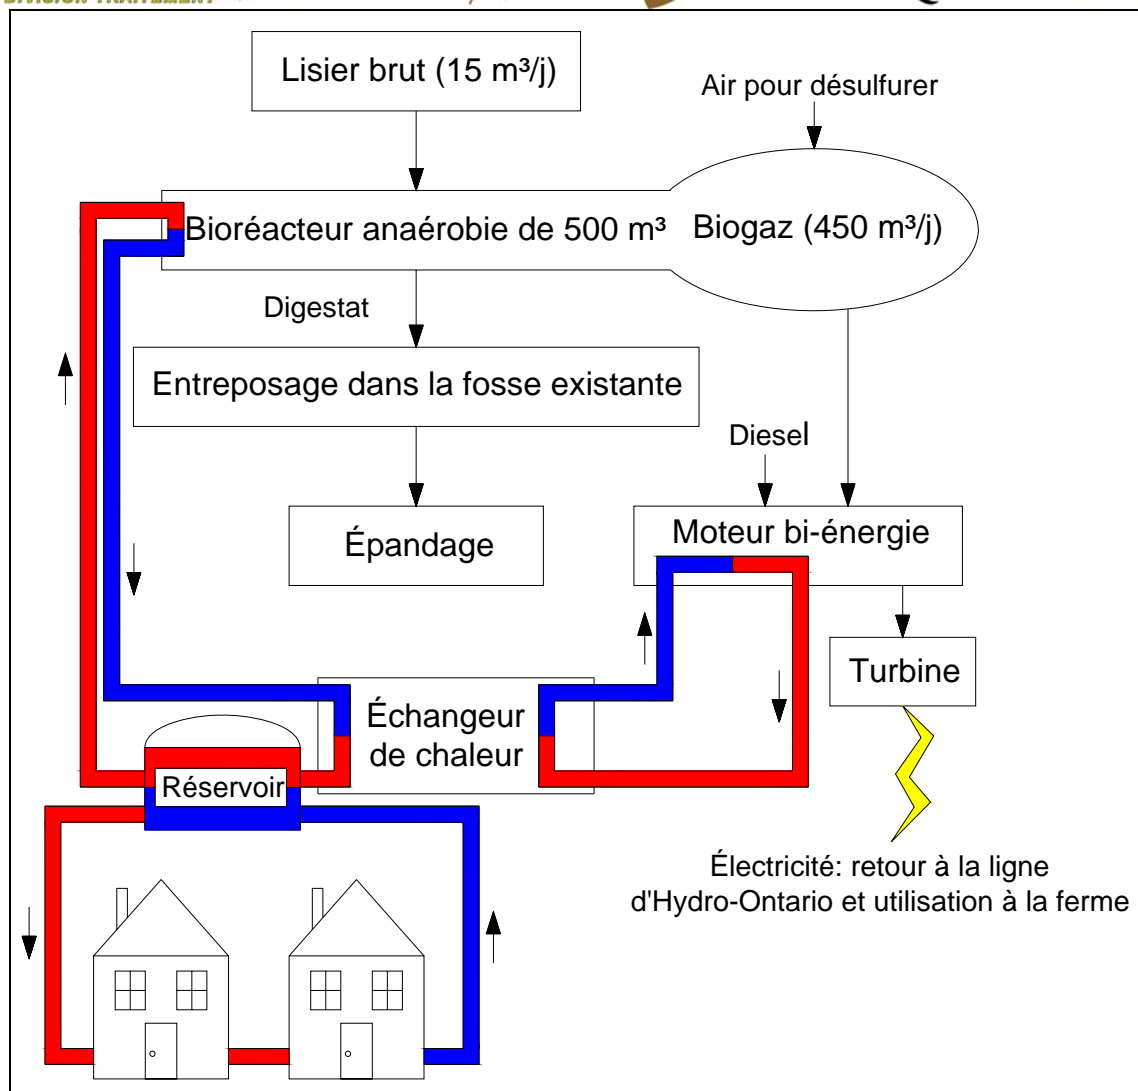 Lisier brut (15 m³/j)
Air pour désulfurer
Bioréacteur anaérobie de 500 m³
Biogaz (450 m³/j)
Digestat
Entreposage dans la fosse existante
Diesel
Épandage
Moteur bi-énergie
Turbine
Échangeur
de chaleur
Réservoir
Électricité: retour à la ligne
d'Hydro-Ontario et utilisation à la ferme